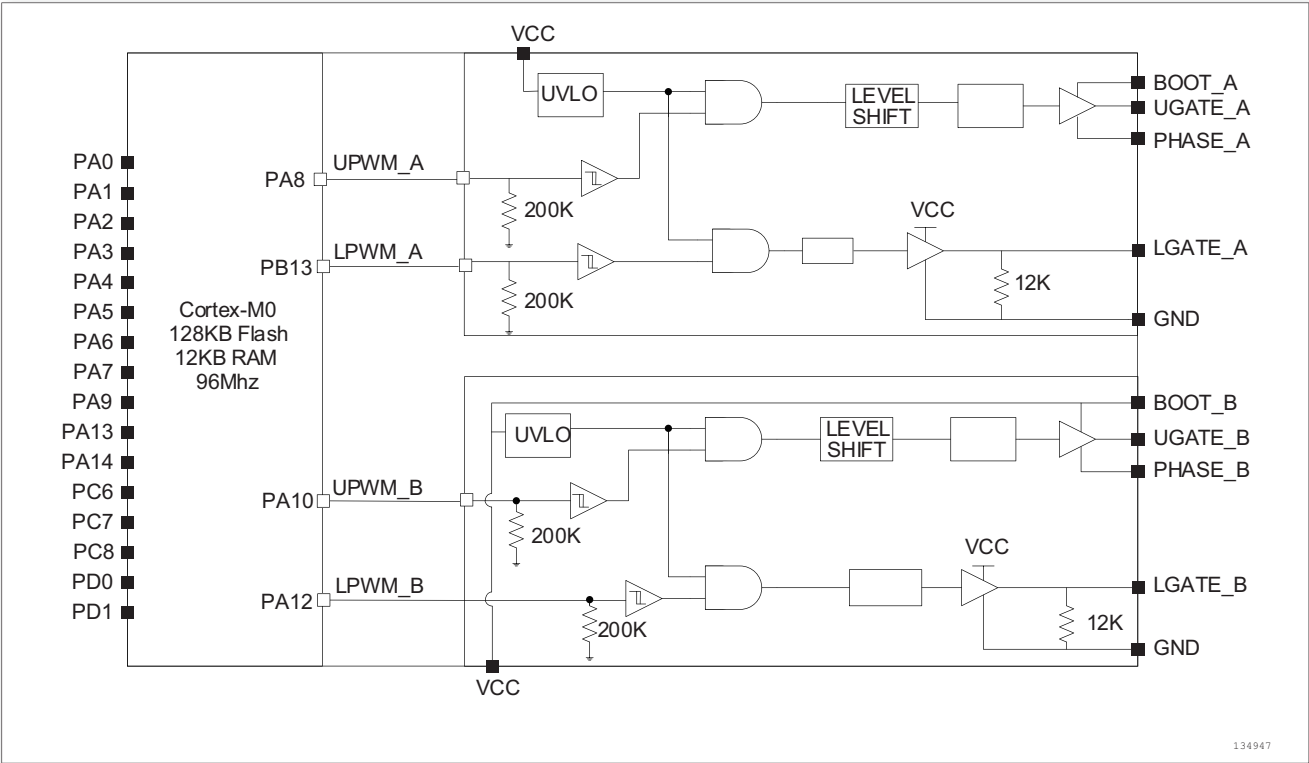 VCC
UVLO
LEVEL
SHIFT
BOOT_A
UGATE_A
PHASE_A
PA0
PA1
PA2
PA3
PA4
PA5
PA6
PA7
PA9
PA13
PA14
PC6
PC7
PC8
PD0
PD1
PA8
UPWM_A
200K
PB13
LPWM_A
200K
VCC
LGATE_A
12K
GND
Cortex-M0
128KB Flash
12KB RAM
96Mhz
BOOT_B
UVLO
LEVEL
SHIFT
UGATE_B
PHASE_B
PA10
UPWM_B
200K
VCC
PA12
LPWM_B
200K
LGATE_B
12K
GND
VCC
134947